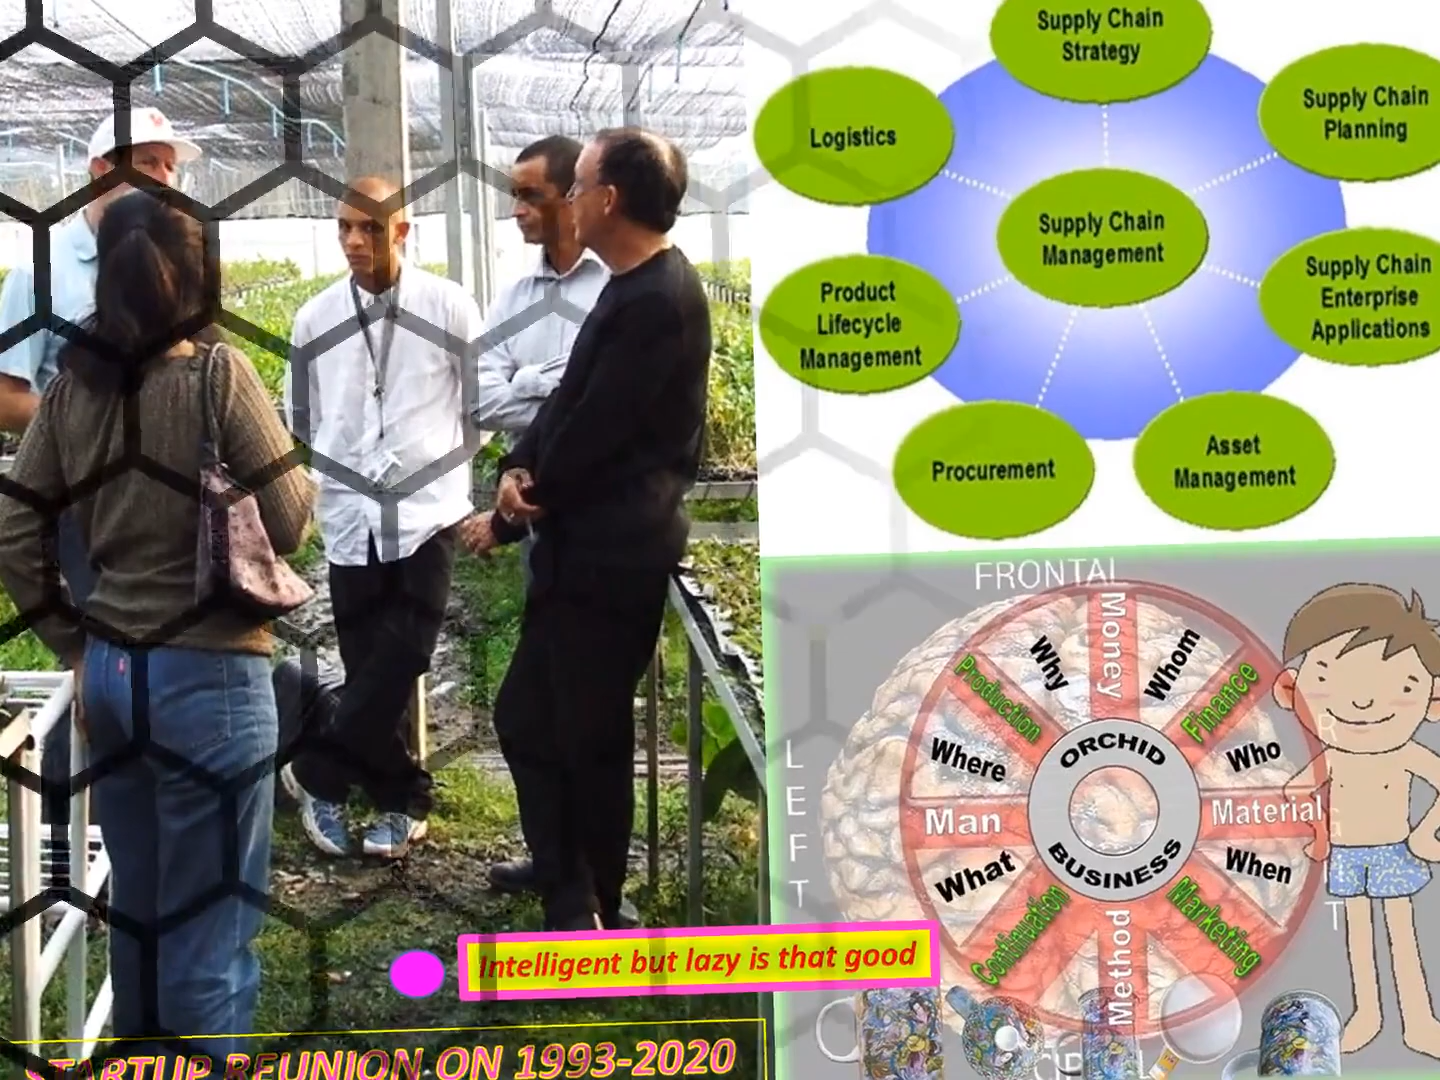 Supply Chain
Strategy
Logistics
Supply Chain
Planning
Supply Chain
Management
Product
Lifecycle
Management
Supply Chain
Enterprise
Applications
Procurement
Asset
Management
FRONTAL
Money
Why
Whom
Production
Finance
Where
Who
ORCHID
LEFT
Man
Material
BUSINESS
What
When
Continuation
Marketing
Method
Intelligent but lazy is that good
STARTUP REUNION ON 1993-2020